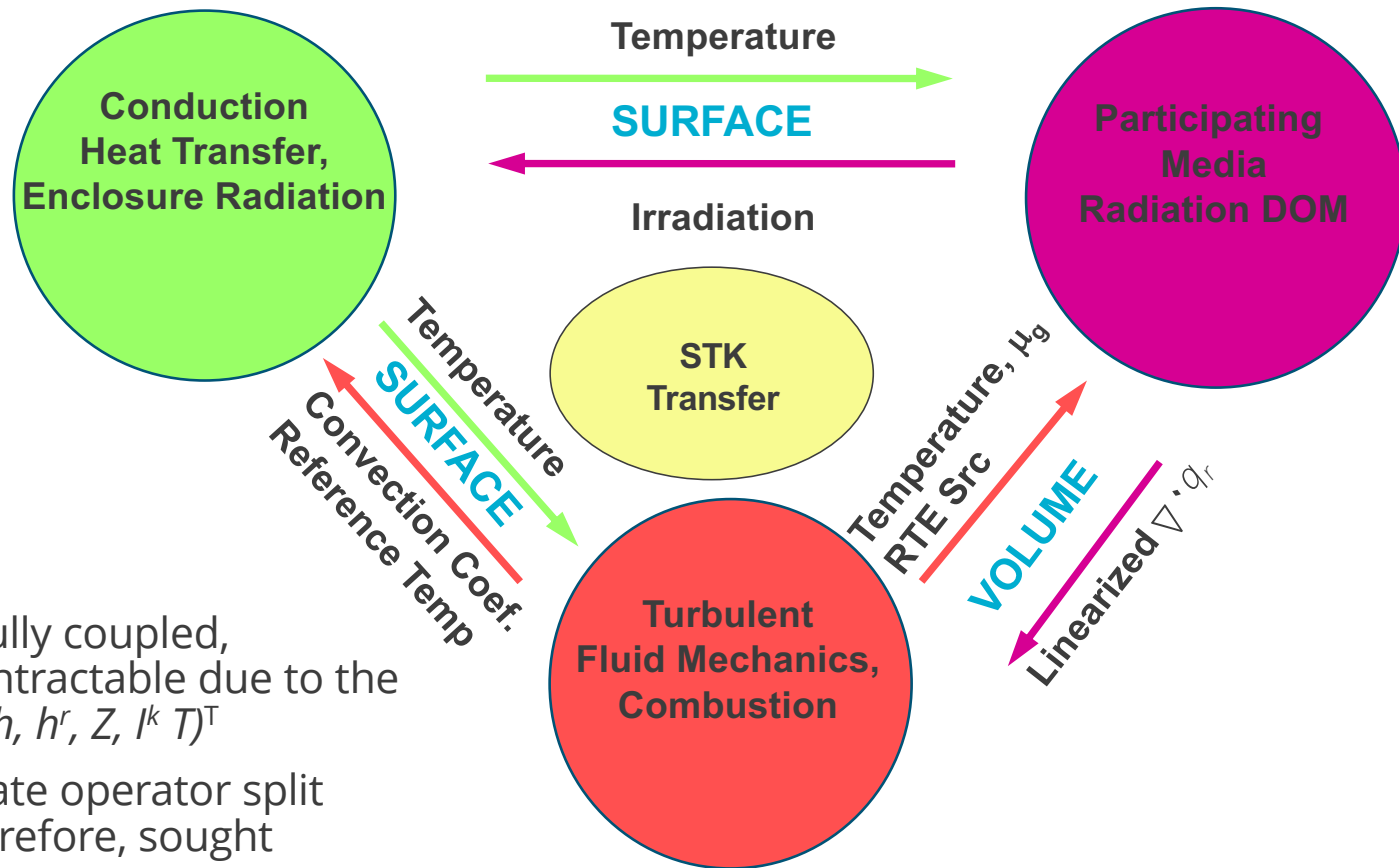 Temperature
SURFACE
Irradiation
Conduction
Heat Transfer,
Enclosure Radiation
Participating
Media
Radiation DOM
STK
Transfer
Temperature
SURFACE
Convection Coef.
Reference Temp
Temperature, μg
RTE Src
VOLUME
Linearized ∇·qr
Turbulent
Fluid Mechanics,
Combustion
ully coupled,
ntractable due to the
h, hʳ, Z, Iᵏ T)ᵀ
ate operator split
refore, sought